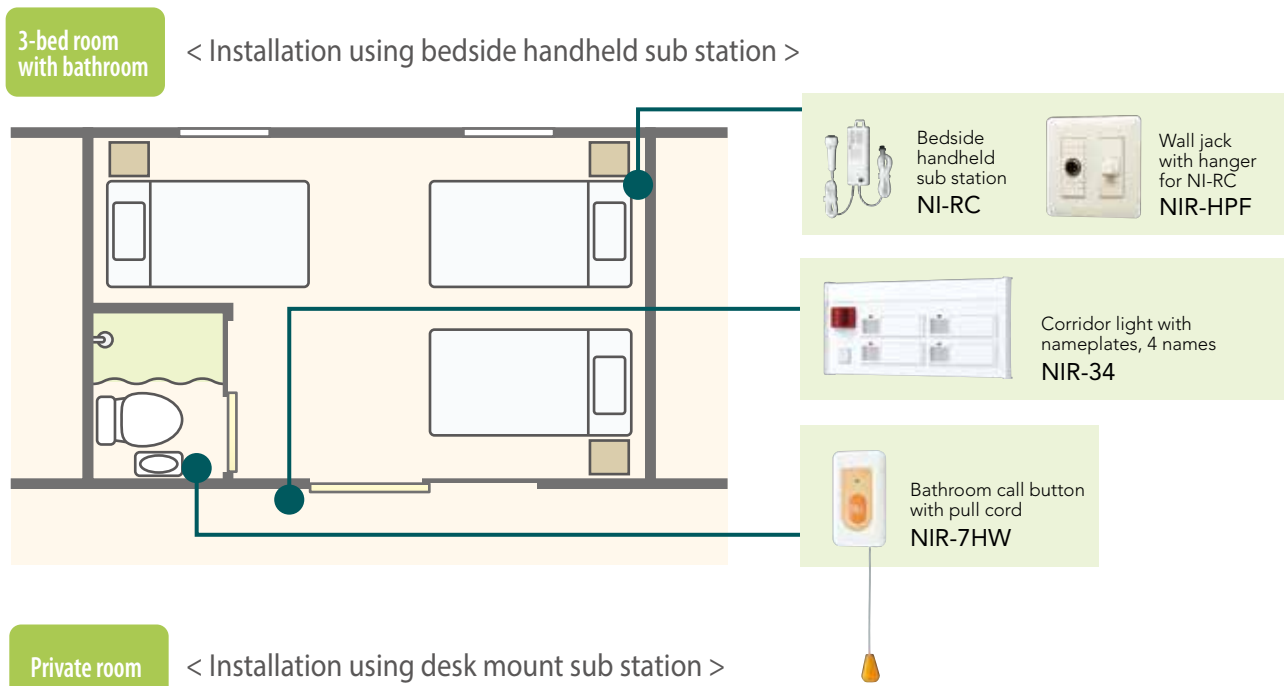 3-bed room
with bathroom
< Installation using bedside handheld sub station >
Bedside
handheld
sub station
NI-RC
Wall jack
with hanger
for NI-RC
NIR-HPF
Corridor light with
nameplates, 4 names
NIR-34
Bathroom call button
with pull cord
NIR-7HW
Private room
< Installation using desk mount sub station >